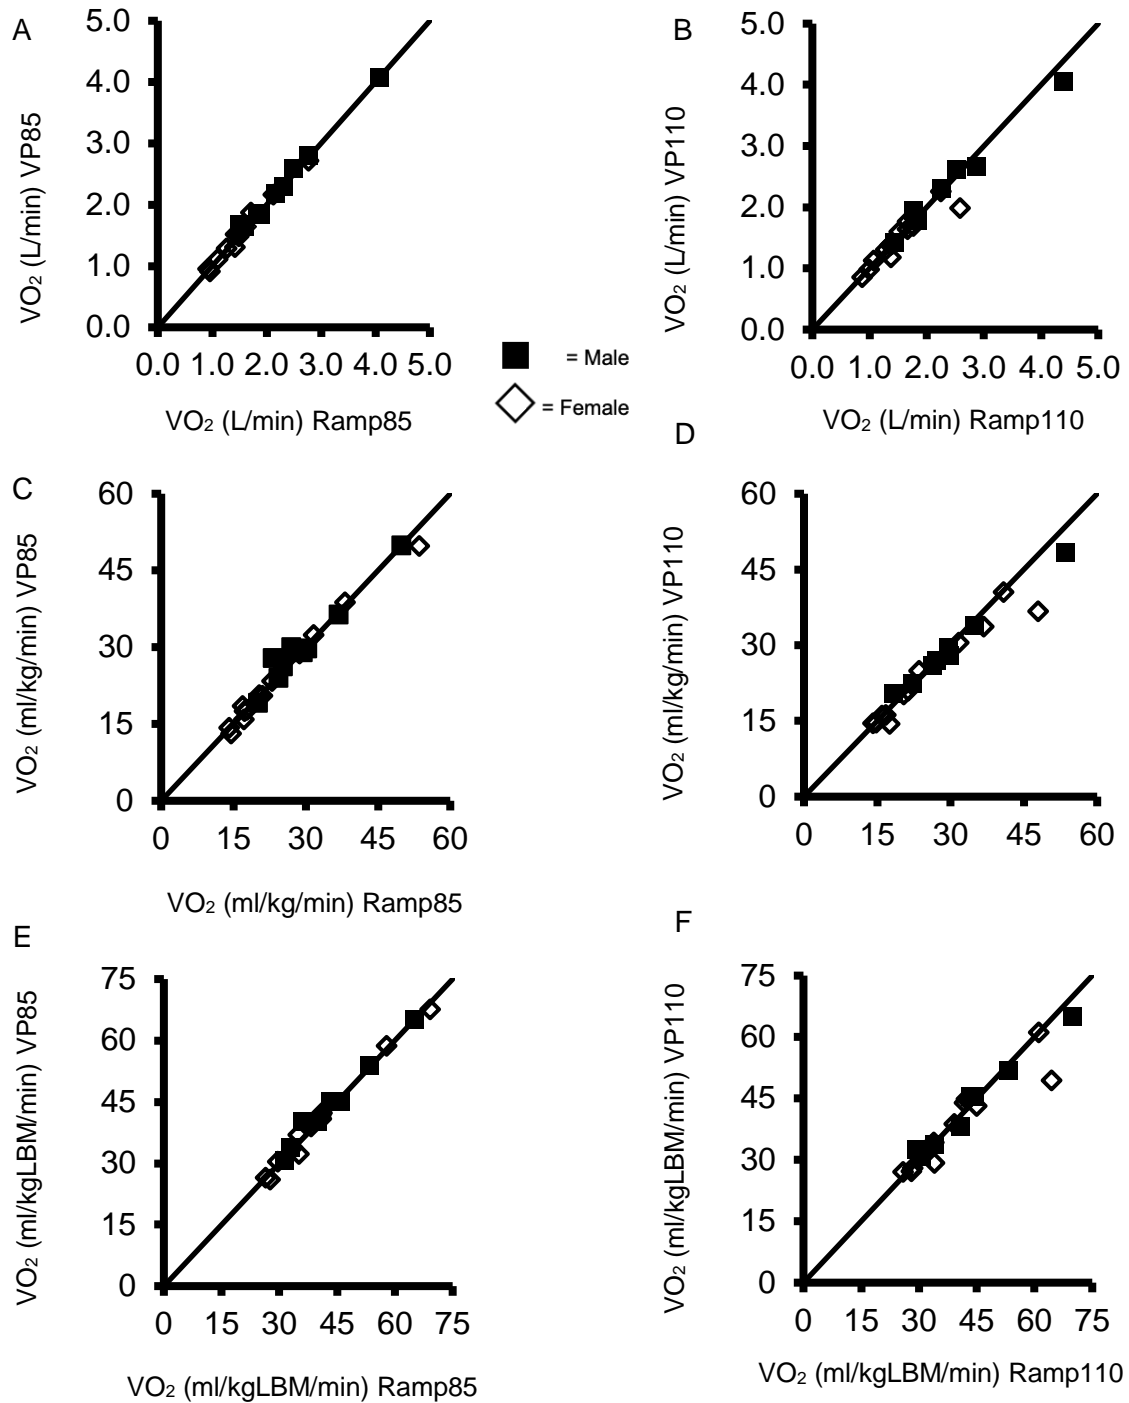 A
VO₂ (L/min) VP85
5.0
4.0
3.0
2.0
1.0
0.0
0.0 1.0 2.0 3.0 4.0 5.0
VO₂ (L/min) Ramp85
B
VO₂ (L/min) VP110
5.0
4.0
3.0
2.0
1.0
0.0
0.0 1.0 2.0 3.0 4.0 5.0
VO₂ (L/min) Ramp110
= Male
= Female
C
VO₂ (ml/kg/min) VP85
60
45
30
15
0
0 15 30 45 60
VO₂ (ml/kg/min) Ramp85
D
VO₂ (ml/kg/min) VP110
60
45
30
15
0
0 15 30 45 60
E
VO₂ (ml/kgLBM/min) VP85
75
60
45
30
15
0
0 15 30 45 60 75
VO₂ (ml/kgLBM/min) Ramp85
F
VO₂ (ml/kgLBM/min) VP110
75
60
45
30
15
0
0 15 30 45 60 75
VO₂ (ml/kgLBM/min) Ramp110